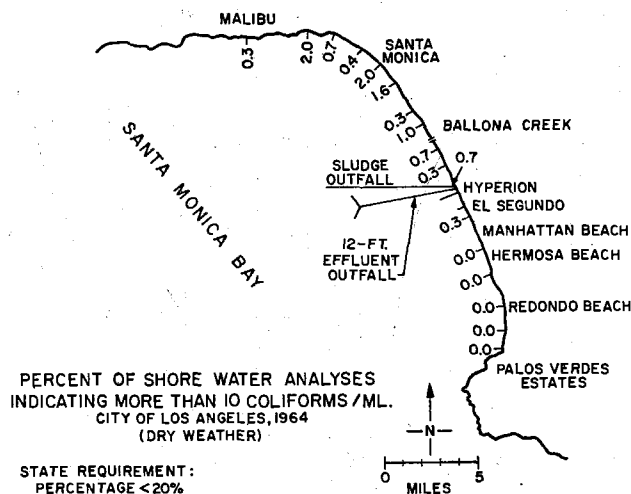 MALIBU
0.3
2.0
0.7
0.4
SANTA
MONICA
2.0
1.6
0.3
1.0
BALLONA CREEK
0.7
0.3
0.7
SLUDGE
OUTFALL
HYPERION
EL SEGUNDO
0.3
MANHATTAN BEACH
12-FT.
EFFLUENT
OUTFALL
0.0
HERMOSA BEACH
0.0
0.0
REDONDO BEACH
0.0
0.0
PALOS VERDES
ESTATES
SANTA MONICA BAY
PERCENT OF SHORE WATER ANALYSES
INDICATING MORE THAN 10 COLIFORMS/ML.
CITY OF LOS ANGELES, 1964
(DRY WEATHER)
STATE REQUIREMENT:
PERCENTAGE <20%
N
0 5
MILES